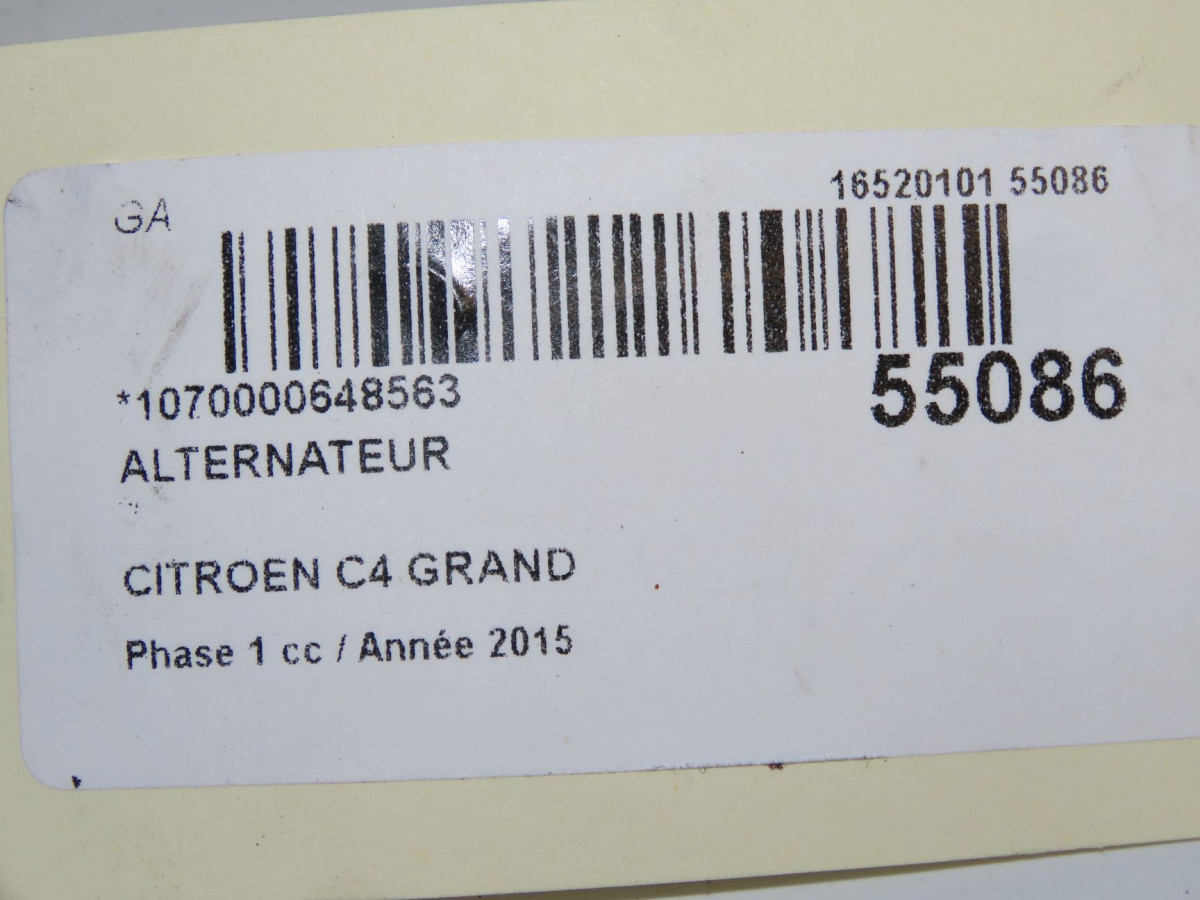 GA
16520101 55086
*1070000648563
55086
ALTERNATEUR
CITROEN C4 GRAND
Phase 1 cc / Année 2015